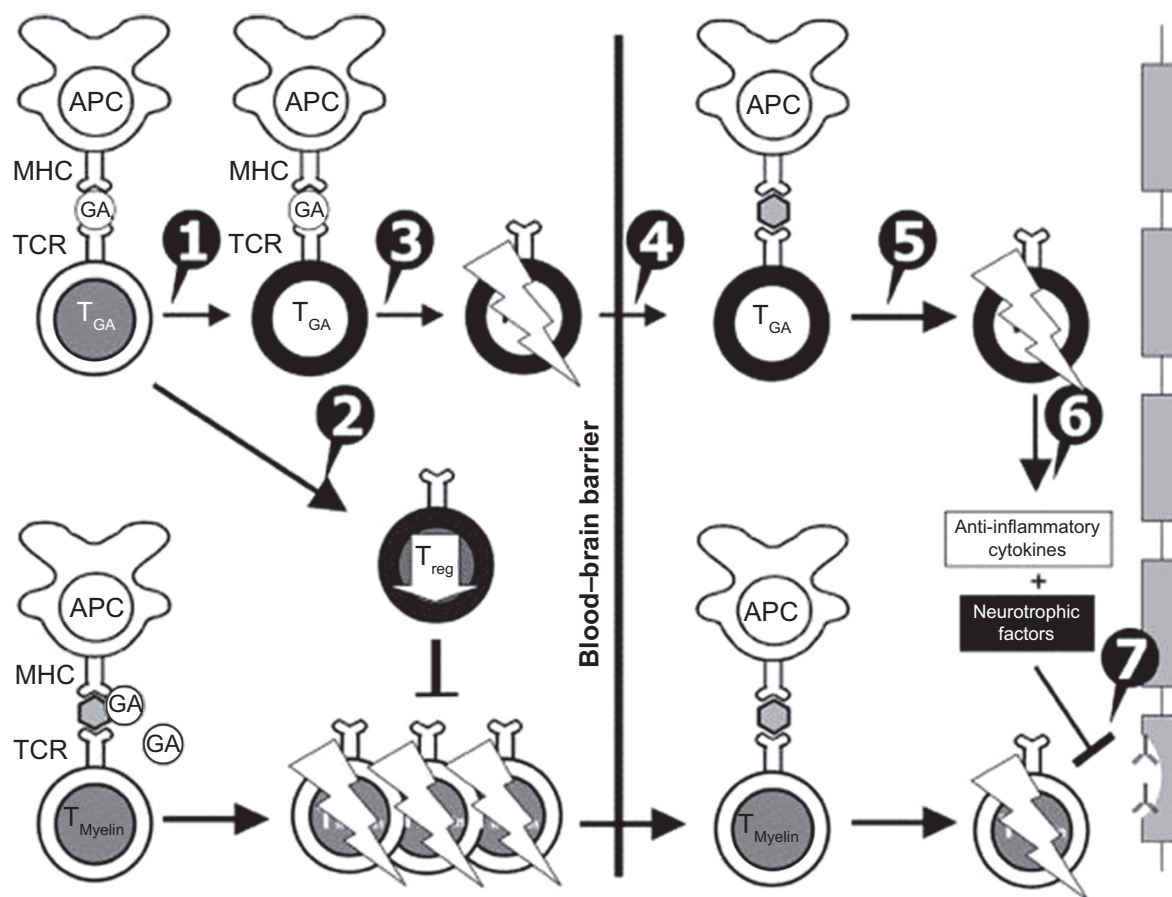 APC
APC
APC
MHC
MHC
GA
GA
TCR
TCR
1
3
4
5
T GA
T GA
T GA
2
6
Blood–brain barrier
T reg
Anti-inflammatory
cytokines
+
Neurotrophic
factors
APC
APC
MHC
GA
GA
TCR
7
T Myelin
T Myelin